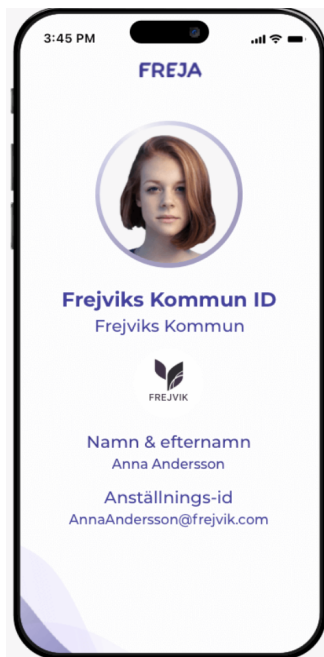 3:45 PM
FREJA
Frejviks Kommun ID
Frejviks Kommun
FREJVIK
Namn & efternamn
Anna Andersson
Anställnings-id
AnnaAndersson@frejvik.com